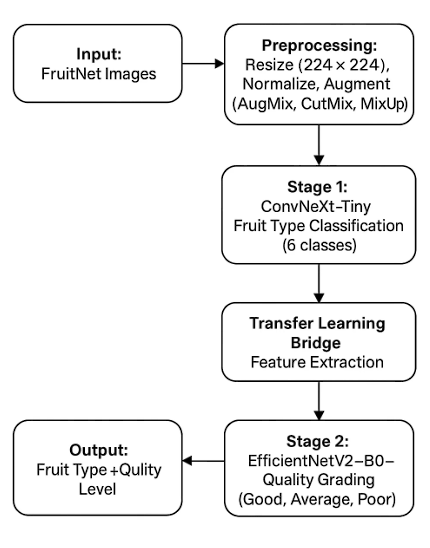 Input:
FruitNet Images
Preprocessing:
Resize (224 × 224),
Normalize, Augment
(AugMix, CutMix, MixUp)
Stage 1:
ConvNeXt-Tiny
Fruit Type Classification
(6 classes)
Transfer Learning
Bridge
Feature Extraction
Stage 2:
EfficientNetV2–B0–
Quality Grading
(Good, Average, Poor)
Output:
Fruit Type +Qulity
Level